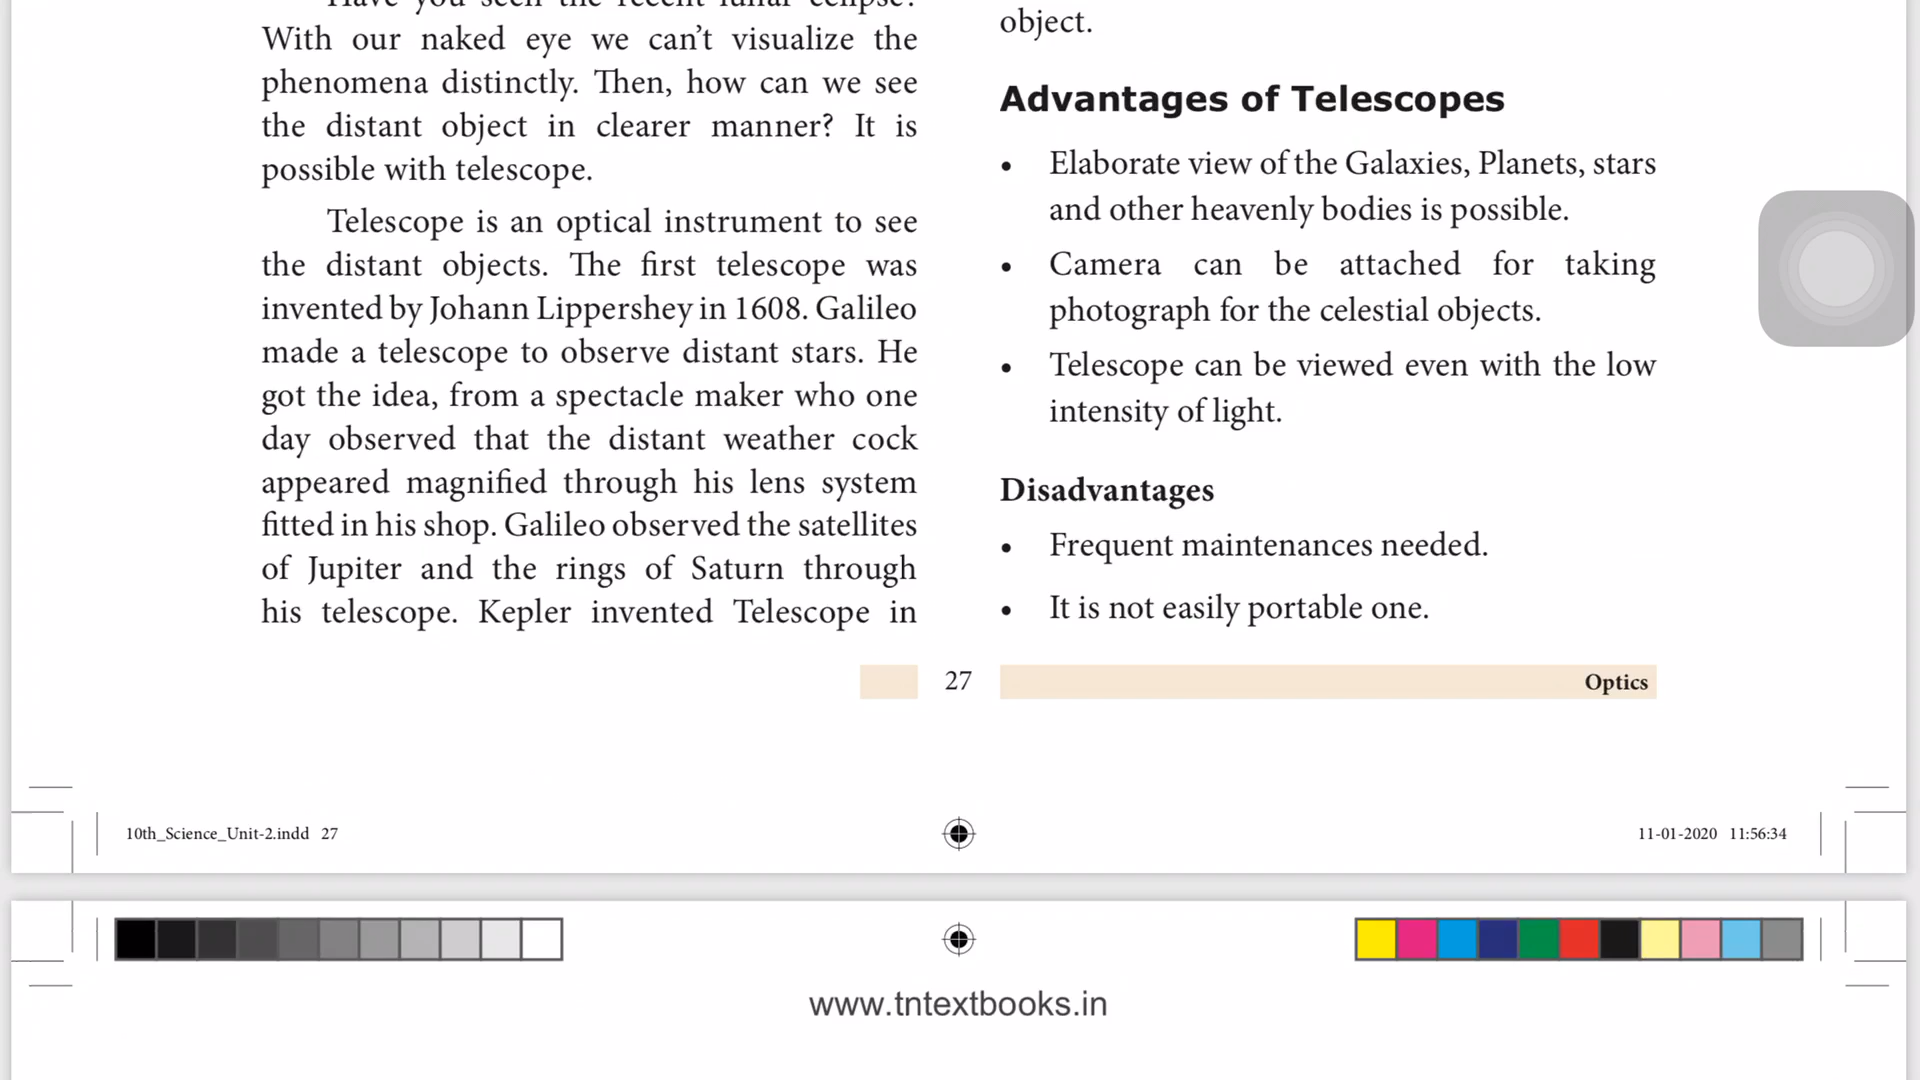 Have you seen the recent lunar eclipse?
With our naked eye we can’t visualize the
phenomena distinctly. Then, how can we see
the distant object in clearer manner? It is
possible with telescope.
Telescope is an optical instrument to see
the distant objects. The first telescope was
invented by Johann Lippershey in 1608. Galileo
made a telescope to observe distant stars. He
got the idea, from a spectacle maker who one
day observed that the distant weather cock
appeared magnified through his lens system
fitted in his shop. Galileo observed the satellites
of Jupiter and the rings of Saturn through
his telescope. Kepler invented Telescope in
object.
Advantages of Telescopes
• Elaborate view of the Galaxies, Planets, stars
and other heavenly bodies is possible.
• Camera can be attached for taking
photograph for the celestial objects.
• Telescope can be viewed even with the low
intensity of light.
Disadvantages
• Frequent maintenances needed.
• It is not easily portable one.
27
Optics
10th_Science_Unit-2.indd 27
11-01-2020 11:56:34
www.tntextbooks.in